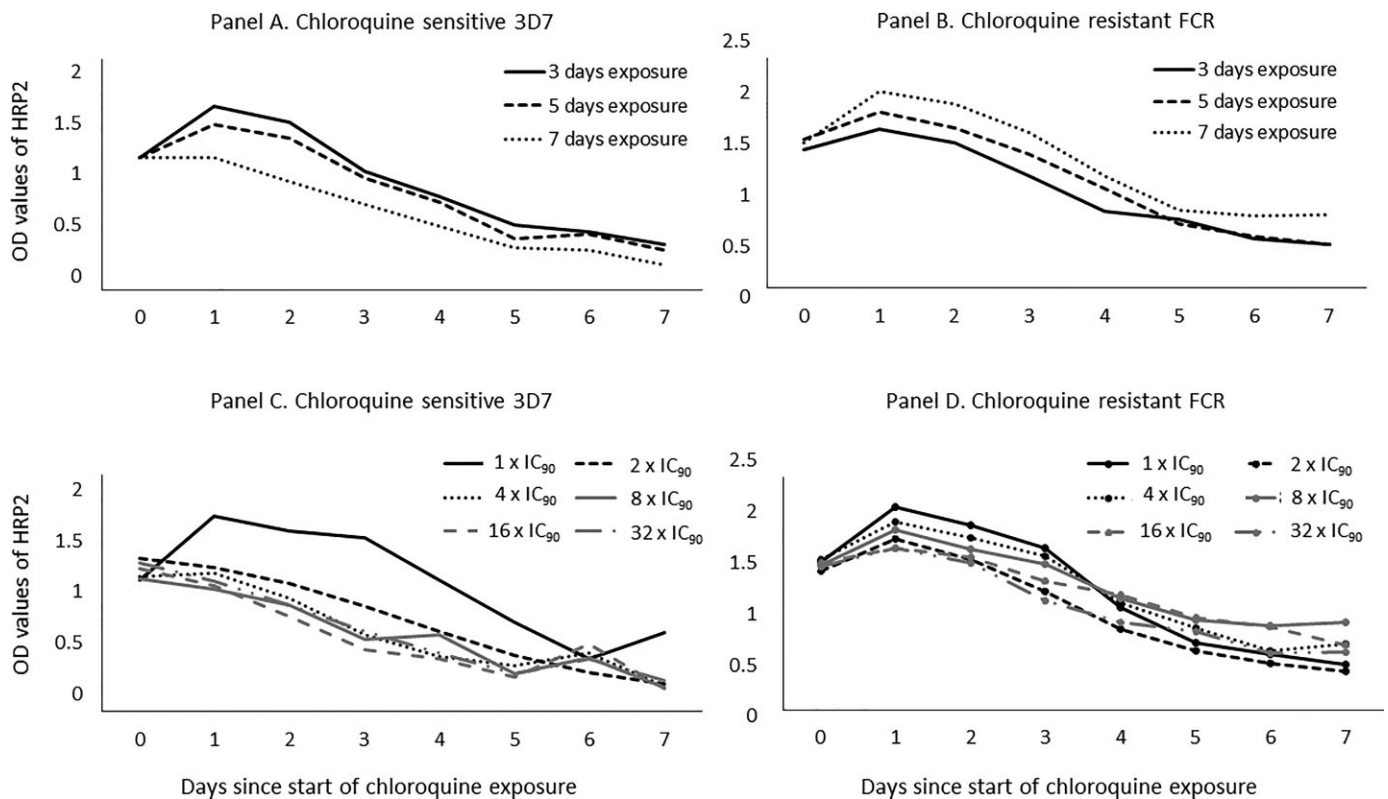 Panel A. Chloroquine sensitive 3D7
OD values of HRP2
2
1.5
1
0.5
0
3 days exposure
5 days exposure
7 days exposure
0 1 2 3 4 5 6 7
Panel B. Chloroquine resistant FCR
2.5
2
1.5
1
0.5
0
3 days exposure
5 days exposure
7 days exposure
0 1 2 3 4 5 6 7
Panel C. Chloroquine sensitive 3D7
OD values of HRP2
2
1.5
1
0.5
0
1 x IC90 2 x IC90
4 x IC90 8 x IC90
16 x IC90 32 x IC90
0 1 2 3 4 5 6 7
Days since start of chloroquine exposure
Panel D. Chloroquine resistant FCR
2.5
2
1.5
1
0.5
0
1 x IC90 2 x IC90
4 x IC90 8 x IC90
16 x IC90 32 x IC90
0 1 2 3 4 5 6 7
Days since start of chloroquine exposure